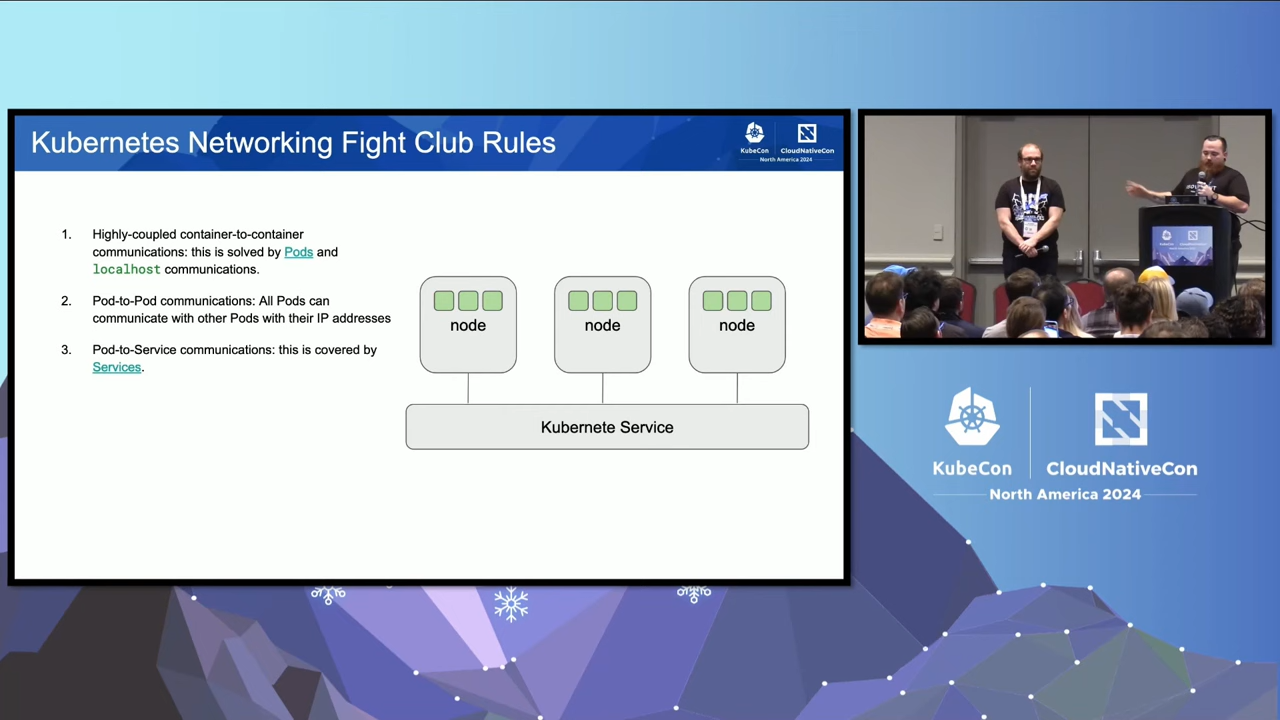 Kubernetes Networking Fight Club Rules
KubeCon
CloudNativeCon
North America 2024
1. Highly-coupled container-to-container
communications: this is solved by Pods and
localhost communications.
2. Pod-to-Pod communications: All Pods can
communicate with other Pods with their IP addresses
3. Pod-to-Service communications: this is covered by
Services.
node
node
node
Kubernete Service
KubeCon
CloudNativeCon
North America 2024